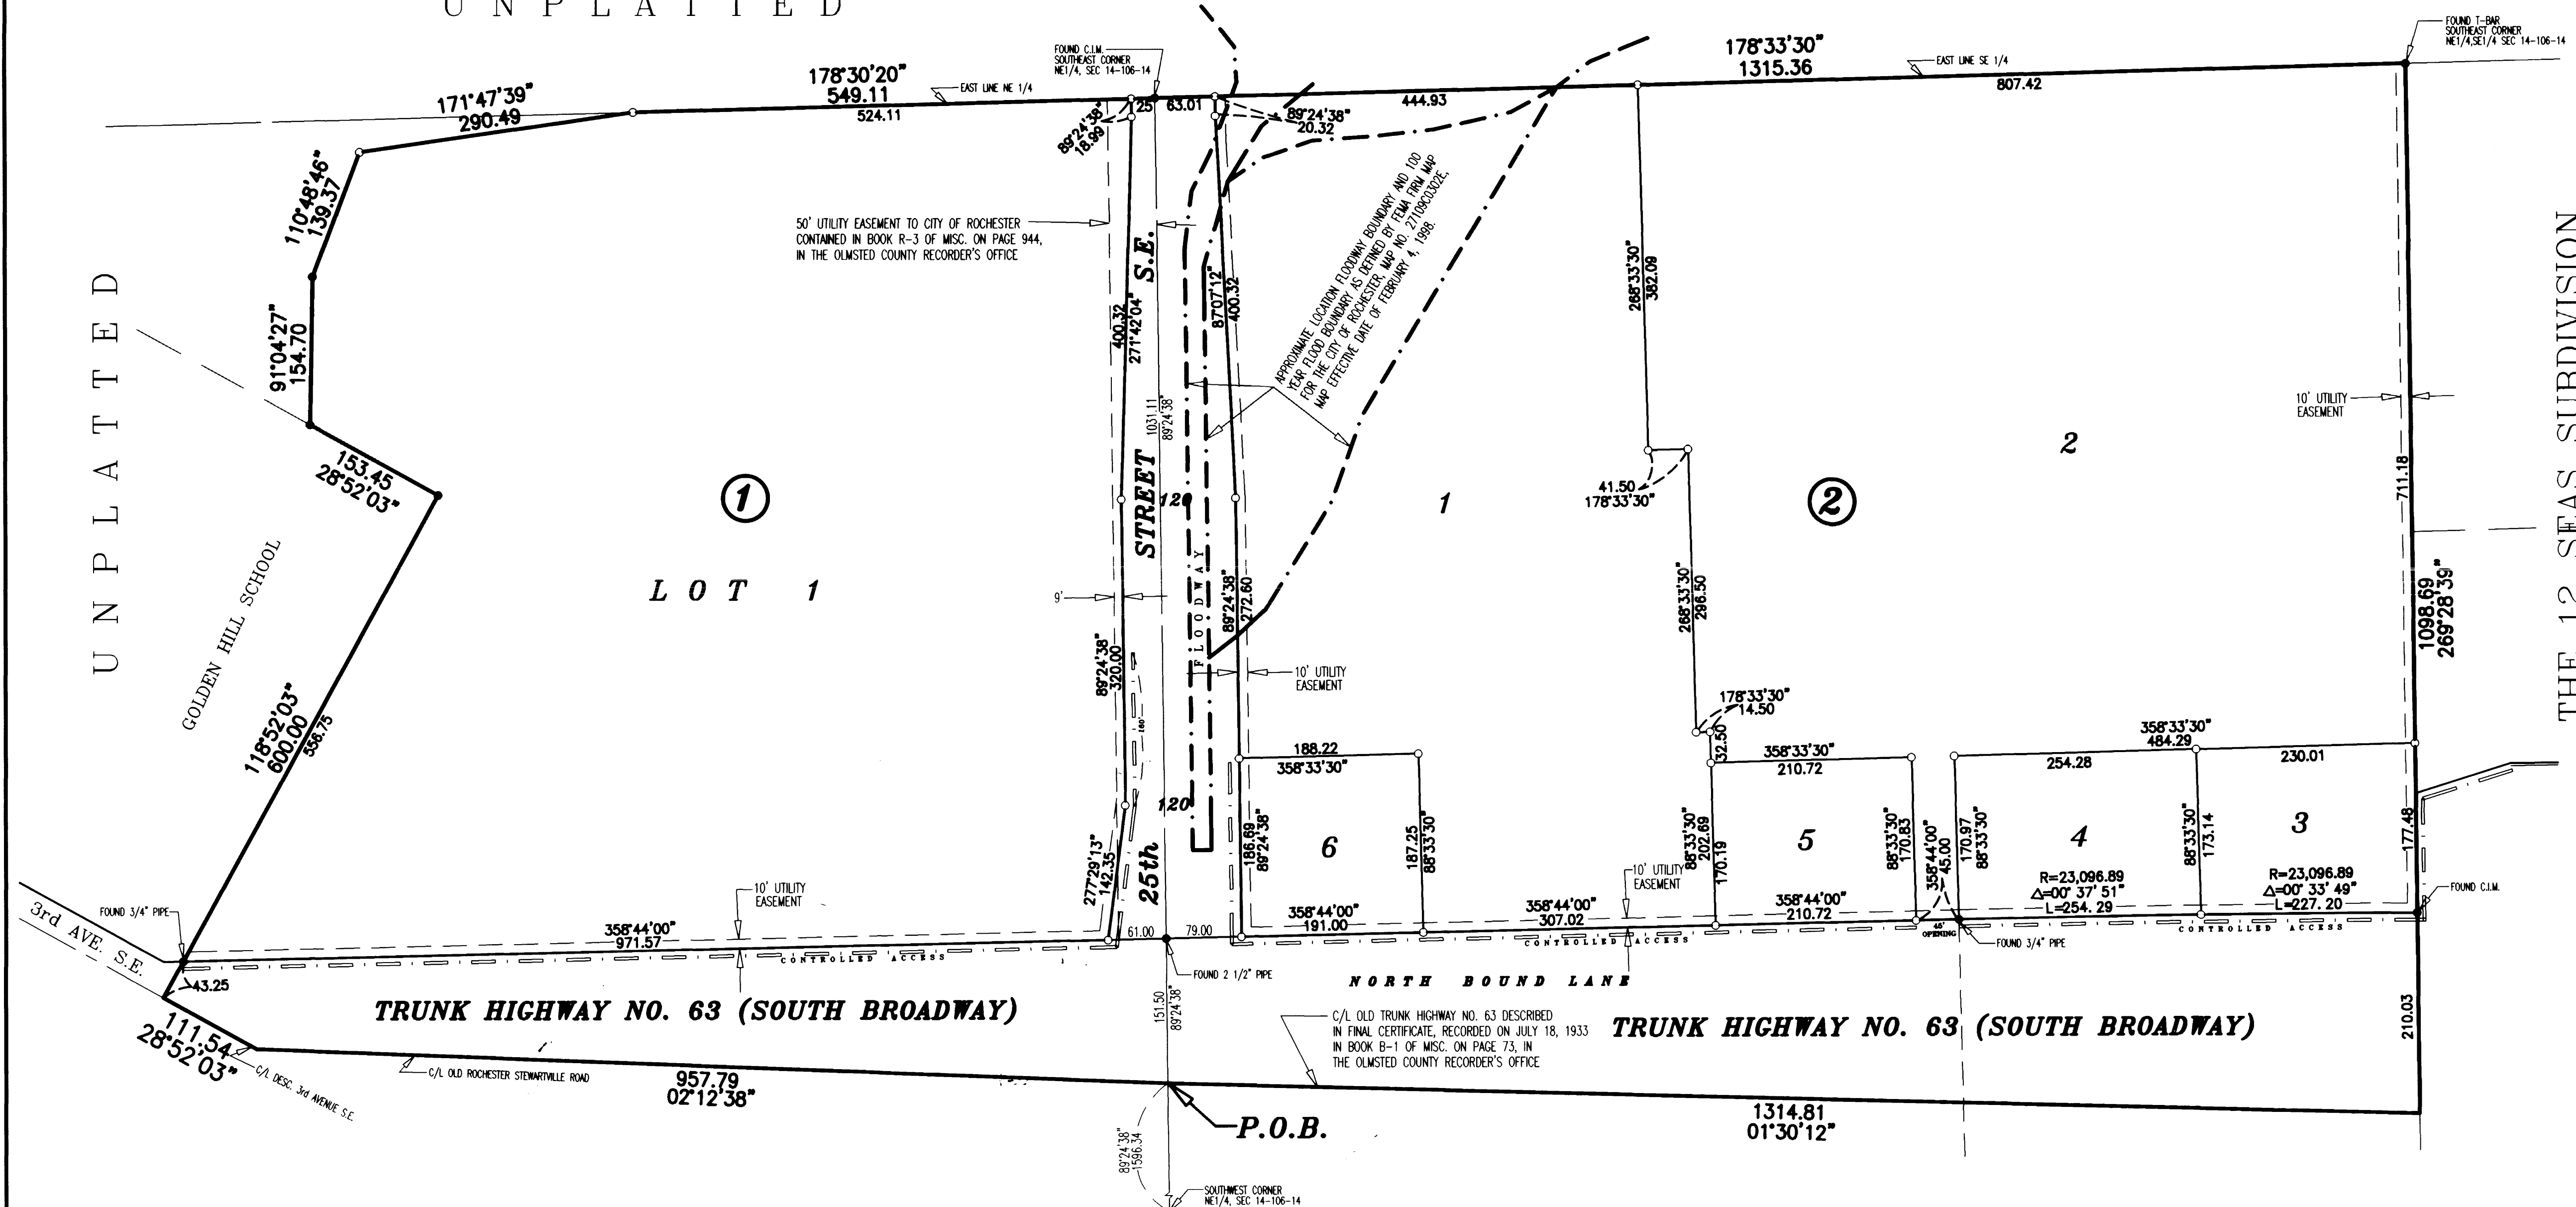 UNPLATTED
171°47'39"
290.49
178°30'20"
549.11
524.11
EAST LINE NE 1/4
FOUND C.I.M.
SOUTHEAST CORNER
NE1/4, SEC 14-106-14
25
63.01
89°24'38"
18.99
89°24'38"
20.32
444.93
178°33'30"
1315.36
EAST LINE SE 1/4
807.42
FOUND T-BAR
SOUTHEAST CORNER
NE1/4,SE1/4 SEC 14-106-14
110°48'46"
139.37
91°04'27"
154.70
153.45
28°52'03"
UNPLATTED
GOLDEN HILL SCHOOL
118°52'03"
600.00
556.75
50' UTILITY EASEMENT TO CITY OF ROCHESTER
CONTAINED IN BOOK R-3 OF MISC. ON PAGE 944,
IN THE OLMSTED COUNTY RECORDER'S OFFICE
1
LOT 1
9'
400.32
271°42'04"
89°24'38"
320.00
277°29'13"
142.35
160'
25th STREET S.E.
1031.11
89°24'38"
120'
120'
FLOODWAY
87°07'12"
400.32
89°24'38"
272.60
APPROXIMATE LOCATION FLOODWAY BOUNDARY AND 100
YEAR FLOOD BOUNDARY AS DEFINED BY FEMA FIRM MAP
FOR THE CITY OF ROCHESTER, MAP NO. 27109C0302E,
MAP EFFECTIVE DATE OF FEBRUARY 4, 1998.
10' UTILITY
EASEMENT
1
268°33'30"
382.09
41.50
178°33'30"
268°33'30"
296.50
178°33'30"
14.50
32.50
2
2
10' UTILITY
EASEMENT
711.18
1098.69
269°28'39"
THE 12 SEAS SUBDIVISION
188.22
358°33'30"
186.69
89°24'38"
6
187.25
88°33'30"
88°33'30"
202.69
170.19
358°33'30"
210.72
5
88°33'30"
170.83
358°44'00"
45.00
170.97
88°33'30"
358°33'30"
484.29
254.28
230.01
4
R=23,096.89
Δ=00° 37' 51"
L=254. 29
88°33'30"
173.14
3
R=23,096.89
Δ=00° 33' 49"
L=227. 20
177.48
FOUND C.I.M.
3rd AVE. S.E.
FOUND 3/4" PIPE
43.25
358°44'00"
971.57
10' UTILITY
EASEMENT
CONTROLLED ACCESS
61.00
79.00
FOUND 2 1/2" PIPE
358°44'00"
191.00
358°44'00"
307.02
10' UTILITY
EASEMENT
358°44'00"
210.72
CONTROLLED ACCESS
45'
OPENING
FOUND 3/4" PIPE
CONTROLLED ACCESS
NORTH BOUND LANE
TRUNK HIGHWAY NO. 63 (SOUTH BROADWAY)
151.50
89°24'38"
C/L OLD TRUNK HIGHWAY NO. 63 DESCRIBED
IN FINAL CERTIFICATE, RECORDED ON JULY 18, 1933
IN BOOK B-1 OF MISC. ON PAGE 73, IN
THE OLMSTED COUNTY RECORDER'S OFFICE
TRUNK HIGHWAY NO. 63 (SOUTH BROADWAY)
210.03
111.54
28°52'03"
C/L DESC. 3rd AVENUE S.E.
C/L OLD ROCHESTER STEWARTVILLE ROAD
957.79
02°12'38"
P.O.B.
1314.81
01°30'12"
89°24'38"
1596.34
SOUTHWEST CORNER
NE1/4, SEC 14-106-14